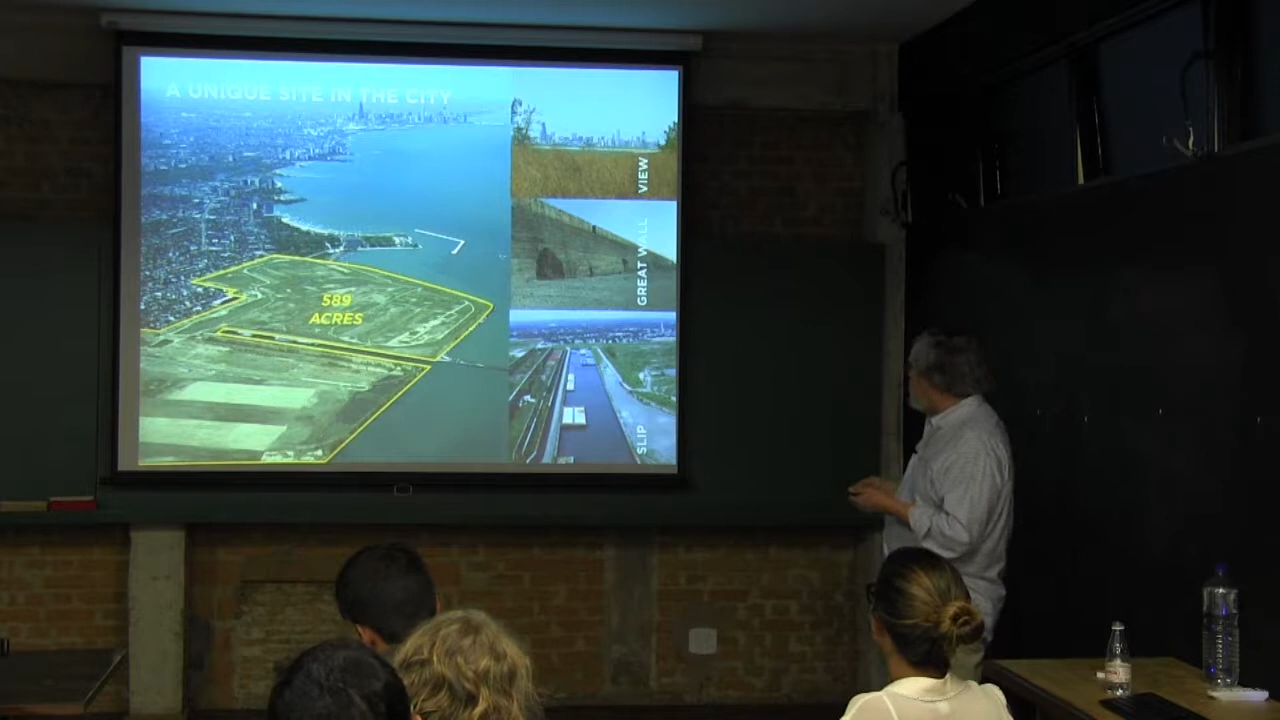 A UNIQUE SITE IN THE CITY
589
ACRES
VIEW
GREAT WALL
SLIP